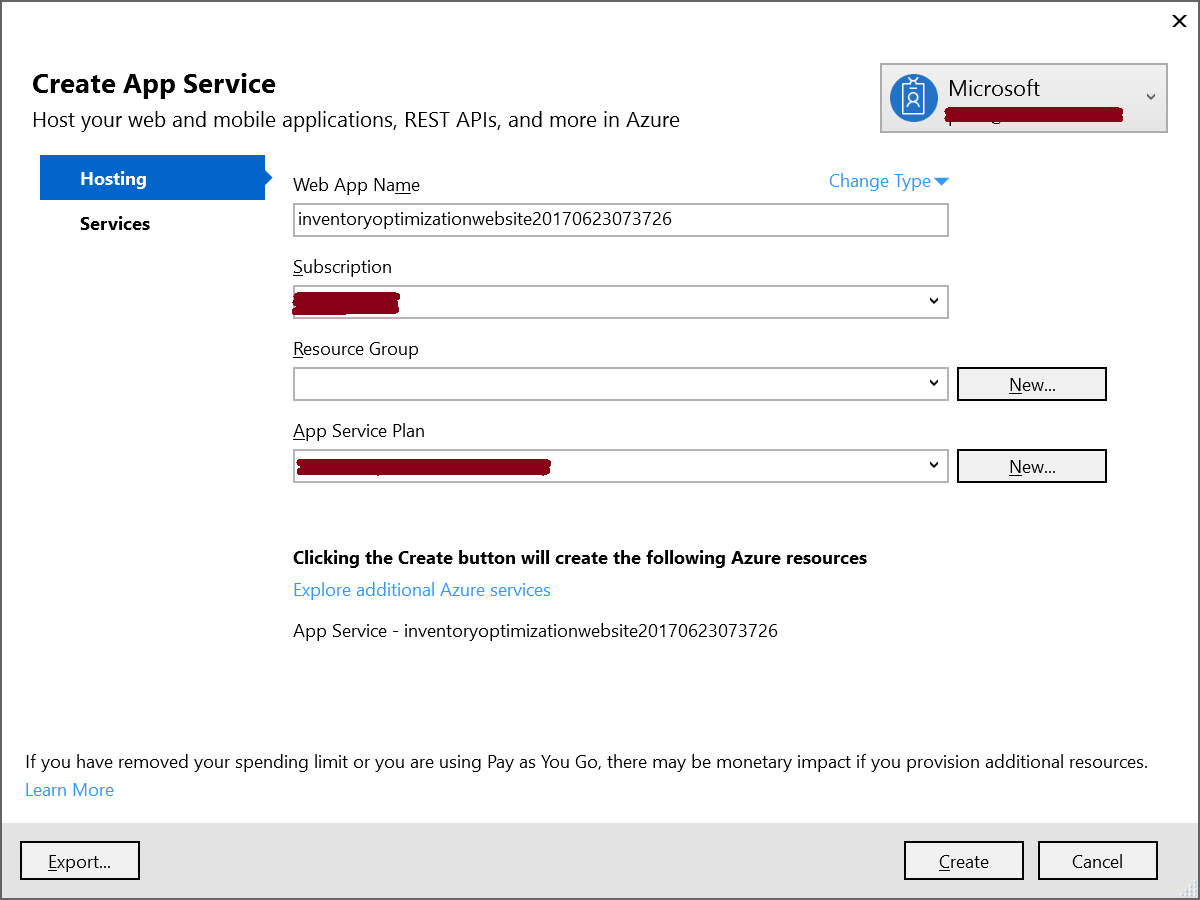 Create App Service
Host your web and mobile applications, REST APIs, and more in Azure
Microsoft
Hosting
Services
Web App Name
Change Type
inventoryoptimizationwebsite20170623073726
Subscription
Resource Group
New...
App Service Plan
New...
Clicking the Create button will create the following Azure resources
Explore additional Azure services
App Service - inventoryoptimizationwebsite20170623073726
If you have removed your spending limit or you are using Pay as You Go, there may be monetary impact if you provision additional resources.
Learn More
Export...
Create
Cancel